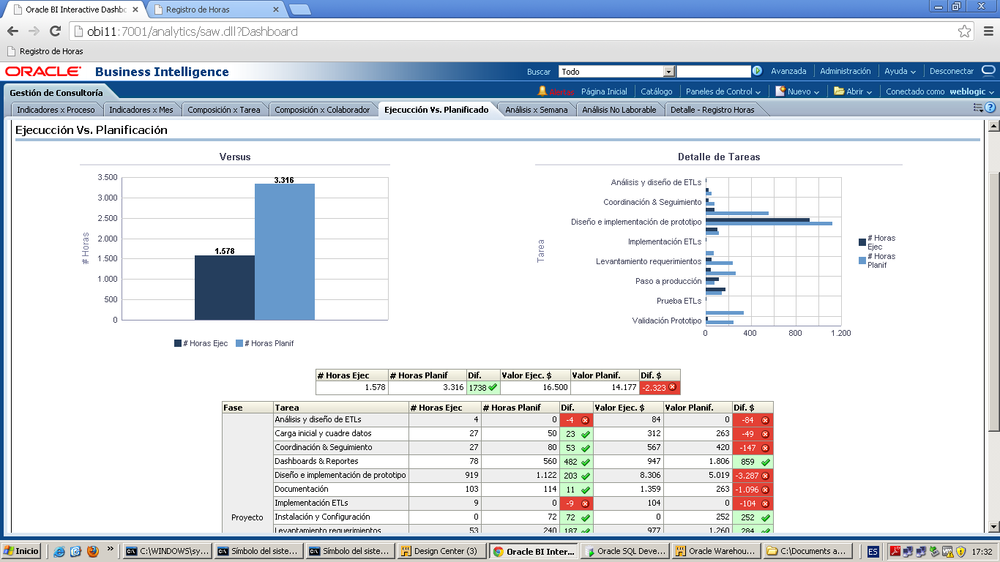 Oracle BI Interactive Dashbo
Registro de Horas
obi11:7001/analytics/saw.dll?Dashboard
Registro de Horas
ORACLE Business Intelligence
Buscar Todo Avanzada Administración Ayuda Desconectar
Gestión de Consultoría
Alertas Página Inicial Catálogo Paneles de Control Nuevo Abrir Conectado como weblogic
Indicadores x Proceso Indicadores x Mes Composición x Tarea Composición x Colaborador Ejecución Vs. Planificado Análisis x Semana Análisis No Laborable Detalle - Registro Horas
Ejecucción Vs. Planificación
Versus
# Horas
3.500
3.000
2.500
2.000
1.500
1.000
500
0
3.316
1.578
# Horas Ejec # Horas Planif
Detalle de Tareas
Tarea
Análisis y diseño de ETLs
Coordinación & Seguimiento
Diseño e implementación de prototipo
Implementación ETLs
Levantamiento requerimientos
Paso a producción
Prueba ETLs
Validación Prototipo
0 400 800 1.200
# Horas
Ejec
# Horas
Planif
# Horas Ejec # Horas Planif Dif. Valor Ejec. $ Valor Planif. Dif. $
1.578 3.316 1738 16.500 14.177 -2.323
Fase Tarea # Horas Ejec # Horas Planif Dif. Valor Ejec. $ Valor Planif. Dif. $
Análisis y diseño de ETLs 4 0 -4 84 0 -84
Carga inicial y cuadre datos 27 50 23 312 263 -49
Coordinación & Seguimiento 27 80 53 567 420 -147
Dashboards & Reportes 78 560 482 947 1.806 859
Diseño e implementación de prototipo 919 1.122 203 8.306 5.019 -3.287
Documentación 103 114 11 1.359 263 -1.096
Implementación ETLs 9 0 -9 104 0 -104
Proyecto Instalación y Configuración 0 72 72 0 252 252
Levantamiento requerimientos 53 240 187 977 1.260 284
Inicio » C:\WINDOWS\sy... Símbolo del siste... Símbolo del siste... Design Center (3) Oracle BI Inter... Oracle SQL Deve... Oracle Warehou... C:\Documents a... ES 17:32